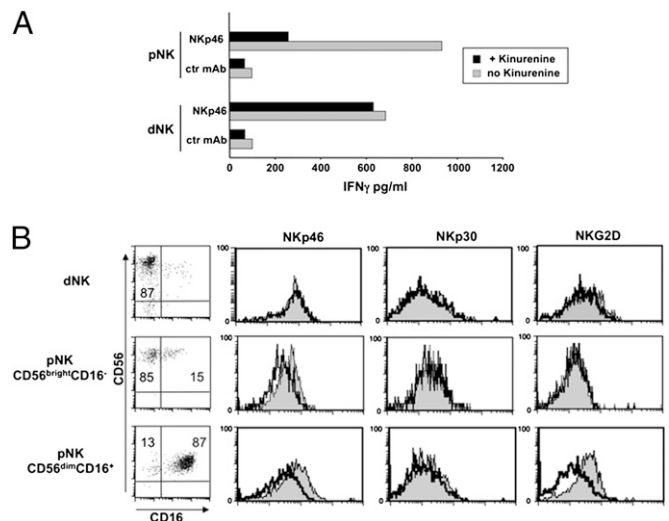 A
pNK
NKp46
ctr mAb
dNK
NKp46
ctr mAb
0 200 400 600 800 1000 1200
IFNγ pg/ml
+ Kinurenine
no Kinurenine
B
NKp46 NKp30 NKG2D
dNK
87
100 100 100
0 0 0
pNK
CD56brightCD16-
85 15
100 100 100
0 0 0
pNK
CD56dimCD16+
13 87
100 100 100
0 0 0
CD56
CD16